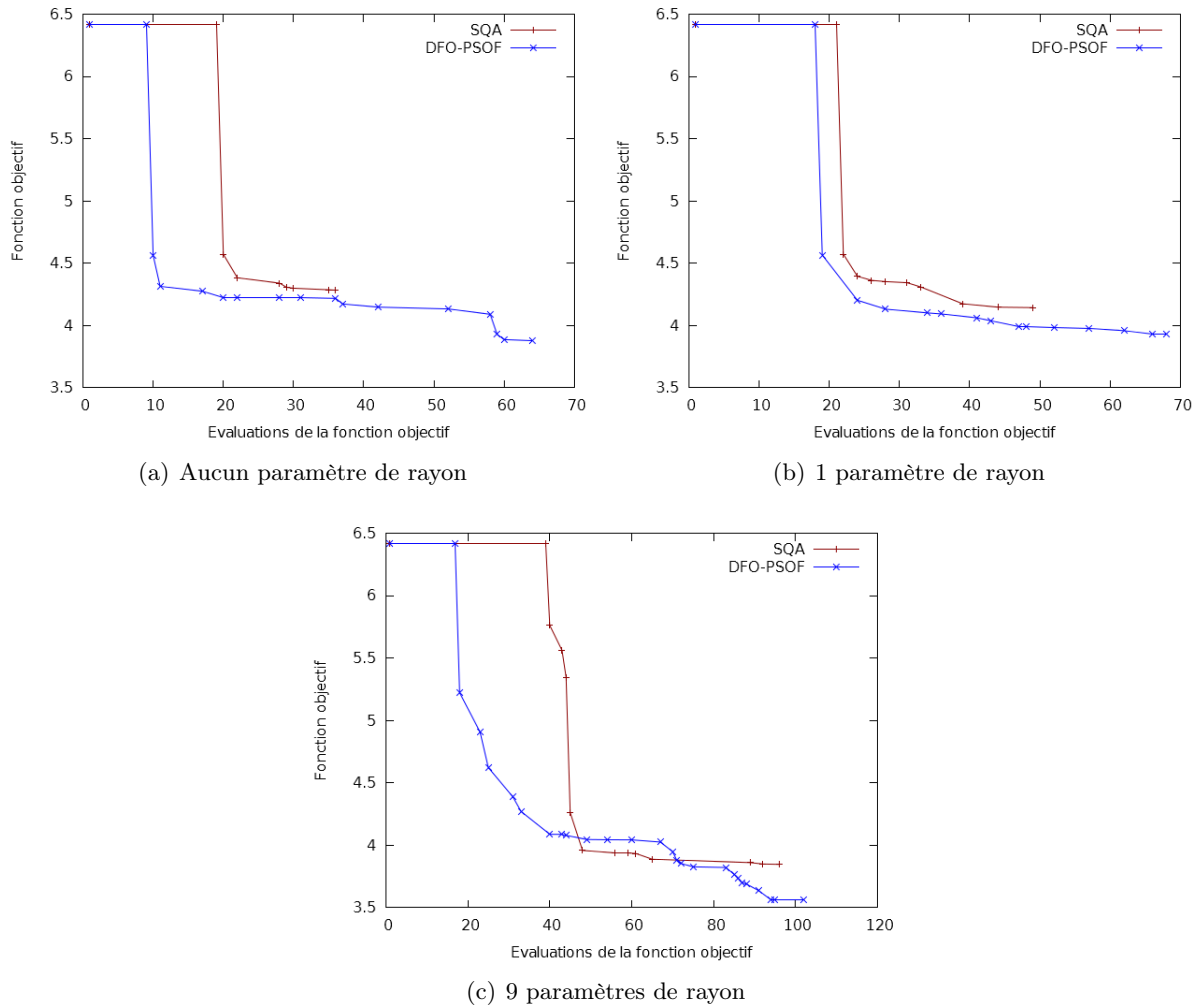 6.5
6
5.5
5
4.5
4
3.5
Fonction objectif
SQA
DFO-PSOF
0 10 20 30 40 50 60 70
Evaluations de la fonction objectif
(a) Aucun paramètre de rayon
6.5
6
5.5
5
4.5
4
3.5
Fonction objectif
SQA
DFO-PSOF
0 10 20 30 40 50 60 70
Evaluations de la fonction objectif
(b) 1 paramètre de rayon
6.5
6
5.5
5
4.5
4
3.5
Fonction objectif
SQA
DFO-PSOF
0 20 40 60 80 100 120
Evaluations de la fonction objectif
(c) 9 paramètres de rayon